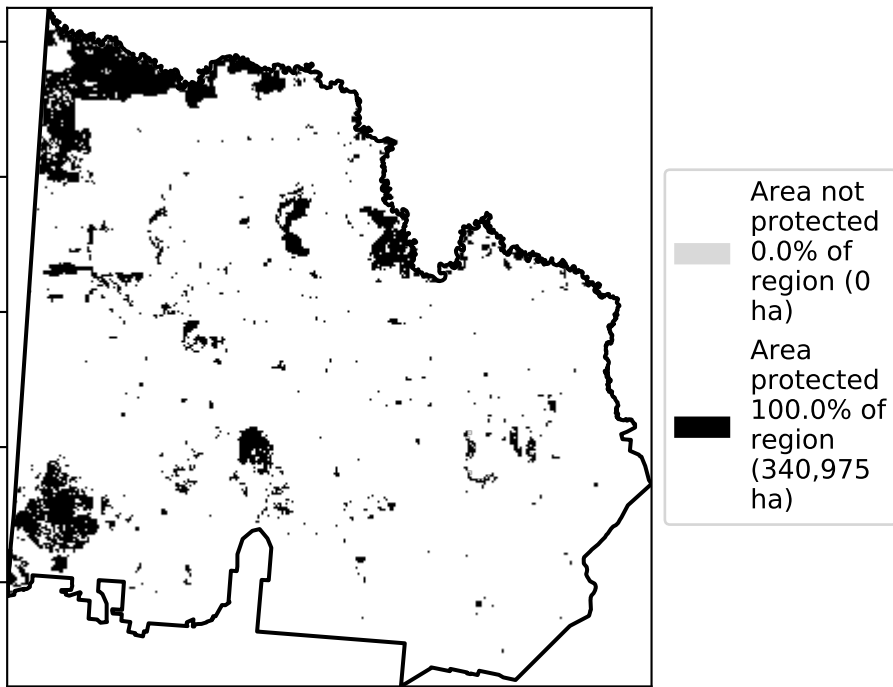 Area not
protected
0.0% of
region (0
ha)
Area
protected
100.0% of
region
(340,975
ha)